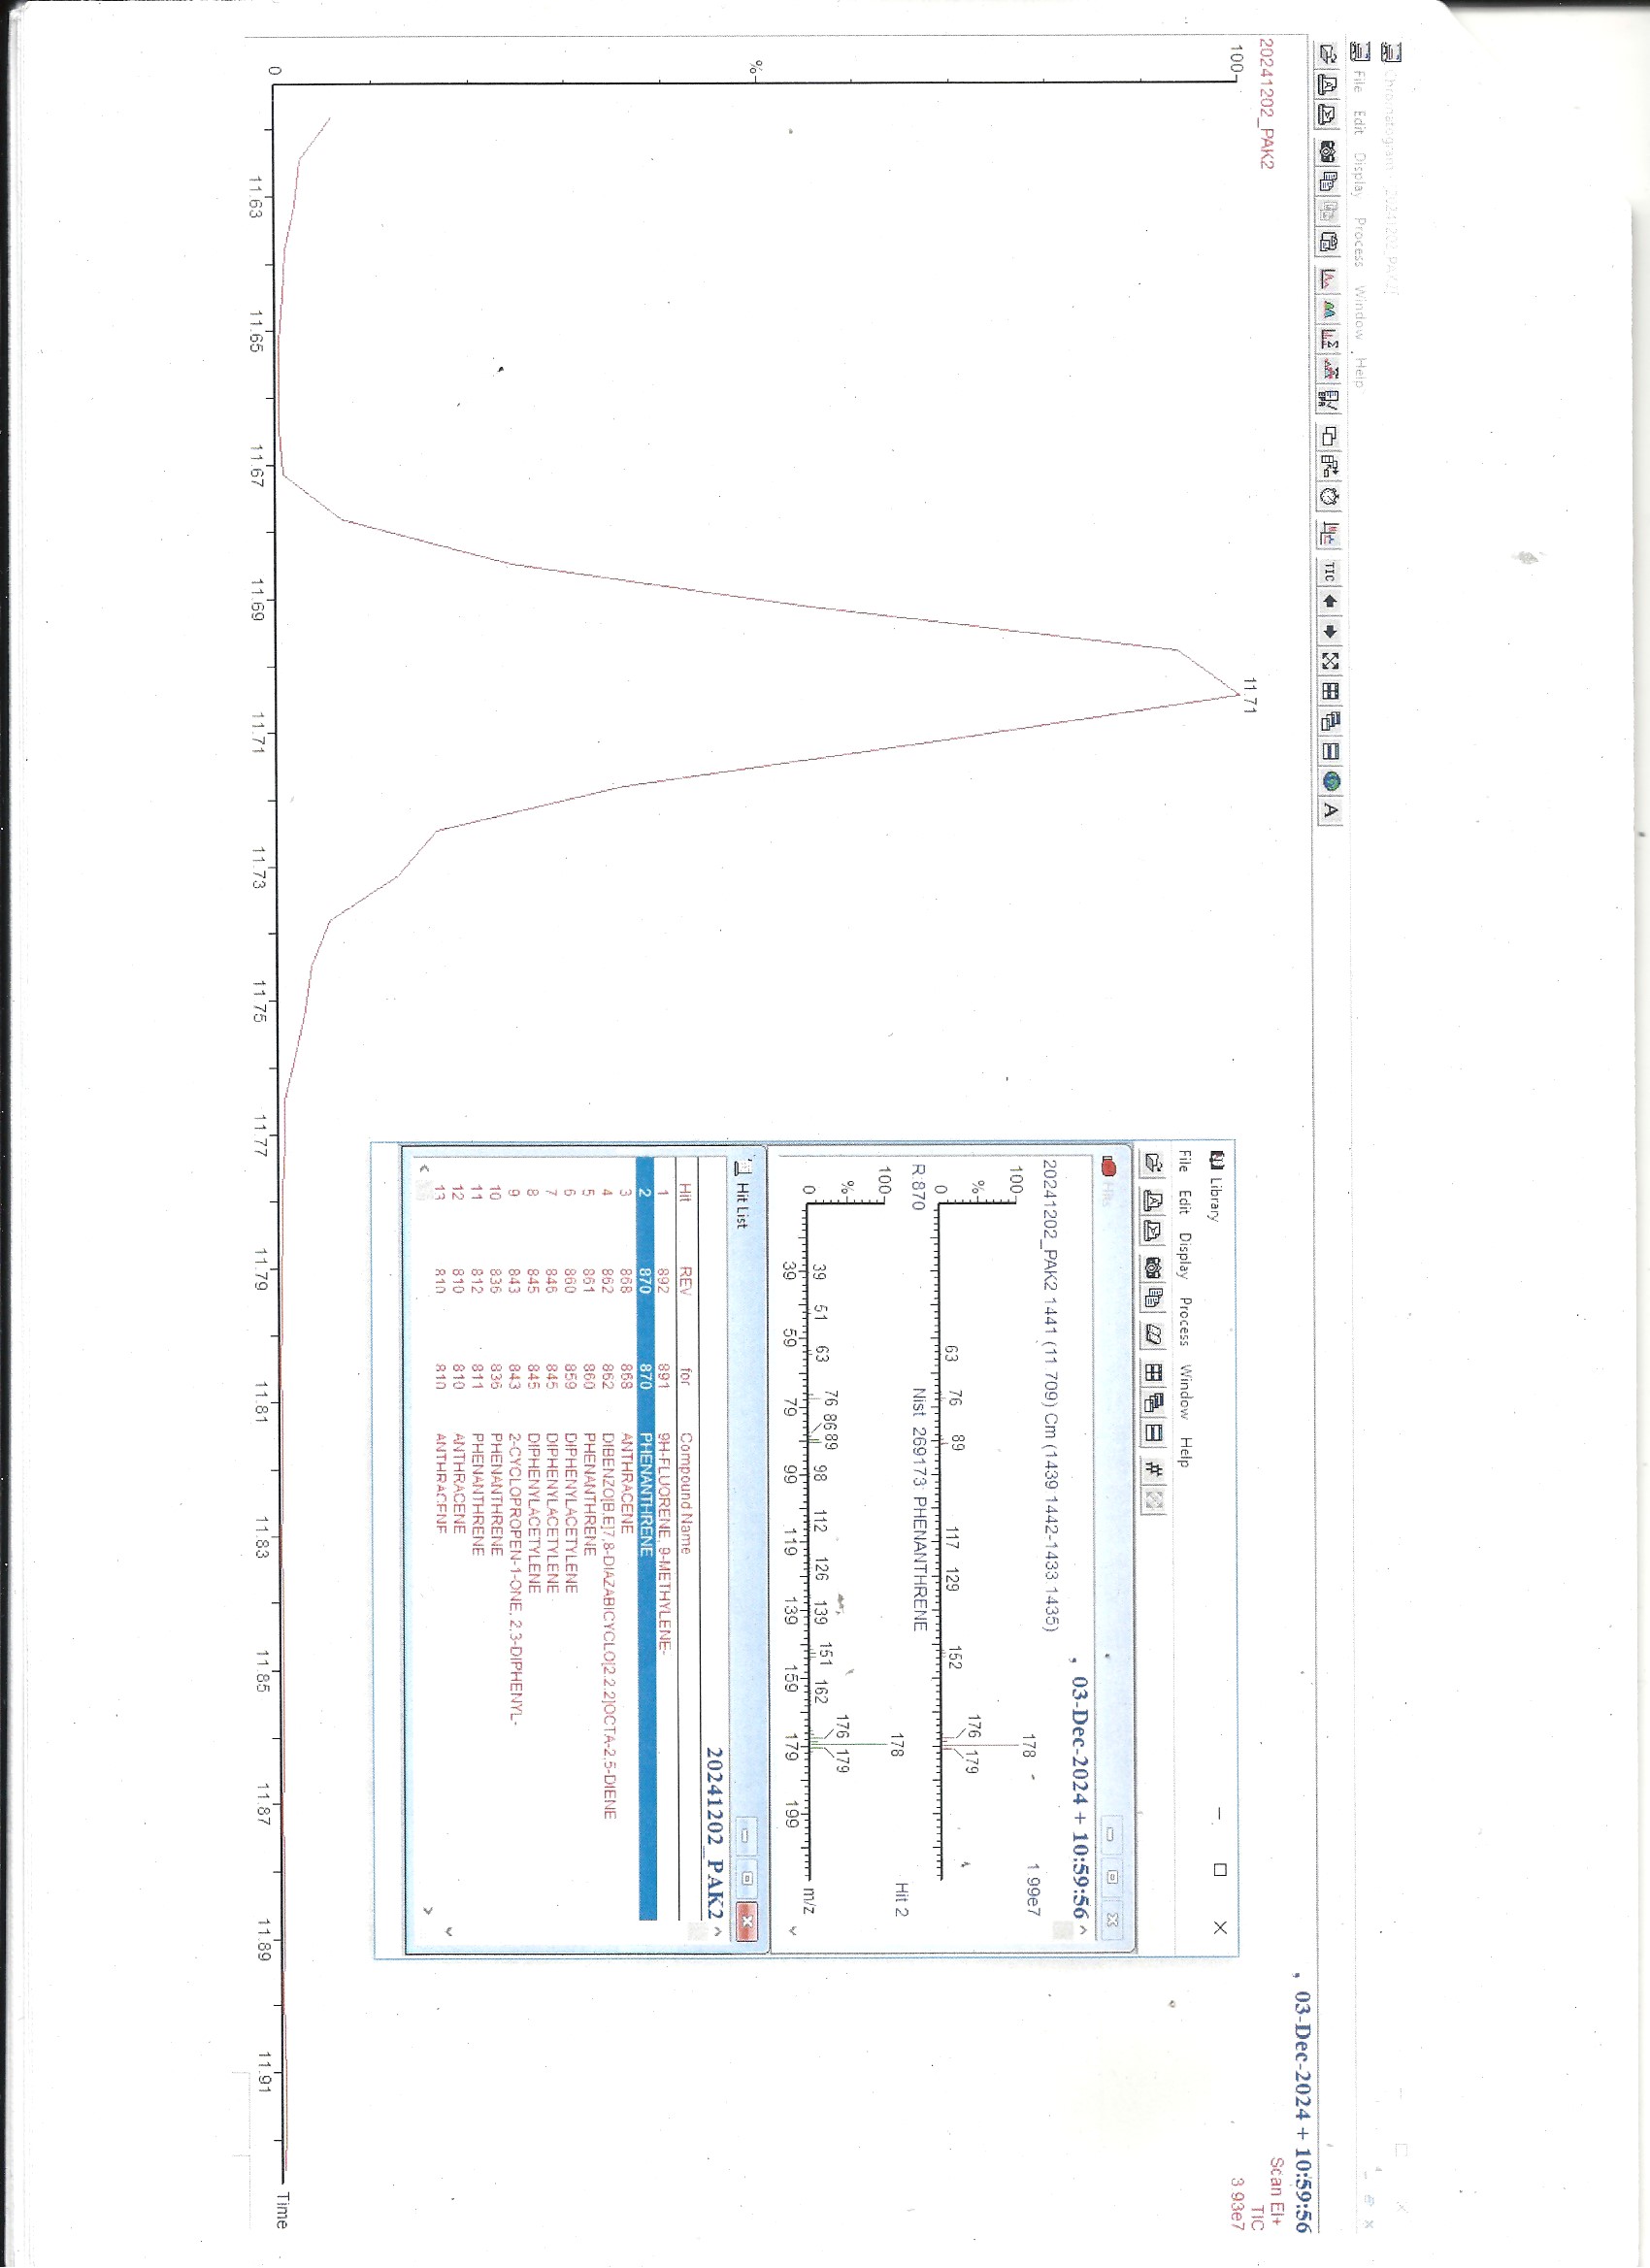 Chromatogram - [20241202_PAK2]
File Edit Display Process Window Help
TIC
A
, 03-Dec-2024 + 10:59:56
20241202_PAK2
Scan EI+
TIC
3.93e7
100
%
0
11.71
11.63 11.65 11.67 11.69 11.71 11.73 11.75 11.77 11.79 11.81 11.83 11.85 11.87 11.89 11.91
Time
Library
File Edit Display Process Window Help
Hits
, 03-Dec-2024 + 10:59:56
20241202_PAK2 1441 (11.709) Cm (1439:1442-1433:1435)
1.99e7
100
%
0
63 76 89 117 129 152 176 178 179
R:870
Nist 269173: PHENANTHRENE
Hit 2
100
%
0
39 51 63 76 86 89 98 112 126 139 151 162 176 178 179
39 59 79 99 119 139 159 179 199
m/z
Hit List
20241202_PAK2
Hit REV for Compound Name
1 892 891 9H-FLUORENE, 9-METHYLENE-
2 870 870 PHENANTHRENE
3 868 868 ANTHRACENE
4 862 862 DIBENZO[B,E]7,8-DIAZABICYCLO[2.2.2]OCTA-2,5-DIENE
5 861 860 PHENANTHRENE
6 860 859 DIPHENYLACETYLENE
7 846 845 DIPHENYLACETYLENE
8 845 845 DIPHENYLACETYLENE
9 843 843 2-CYCLOPROPEN-1-ONE, 2,3-DIPHENYL-
10 836 836 PHENANTHRENE
11 812 811 PHENANTHRENE
12 810 810 ANTHRACENE
13 810 810 ANTHRACENE